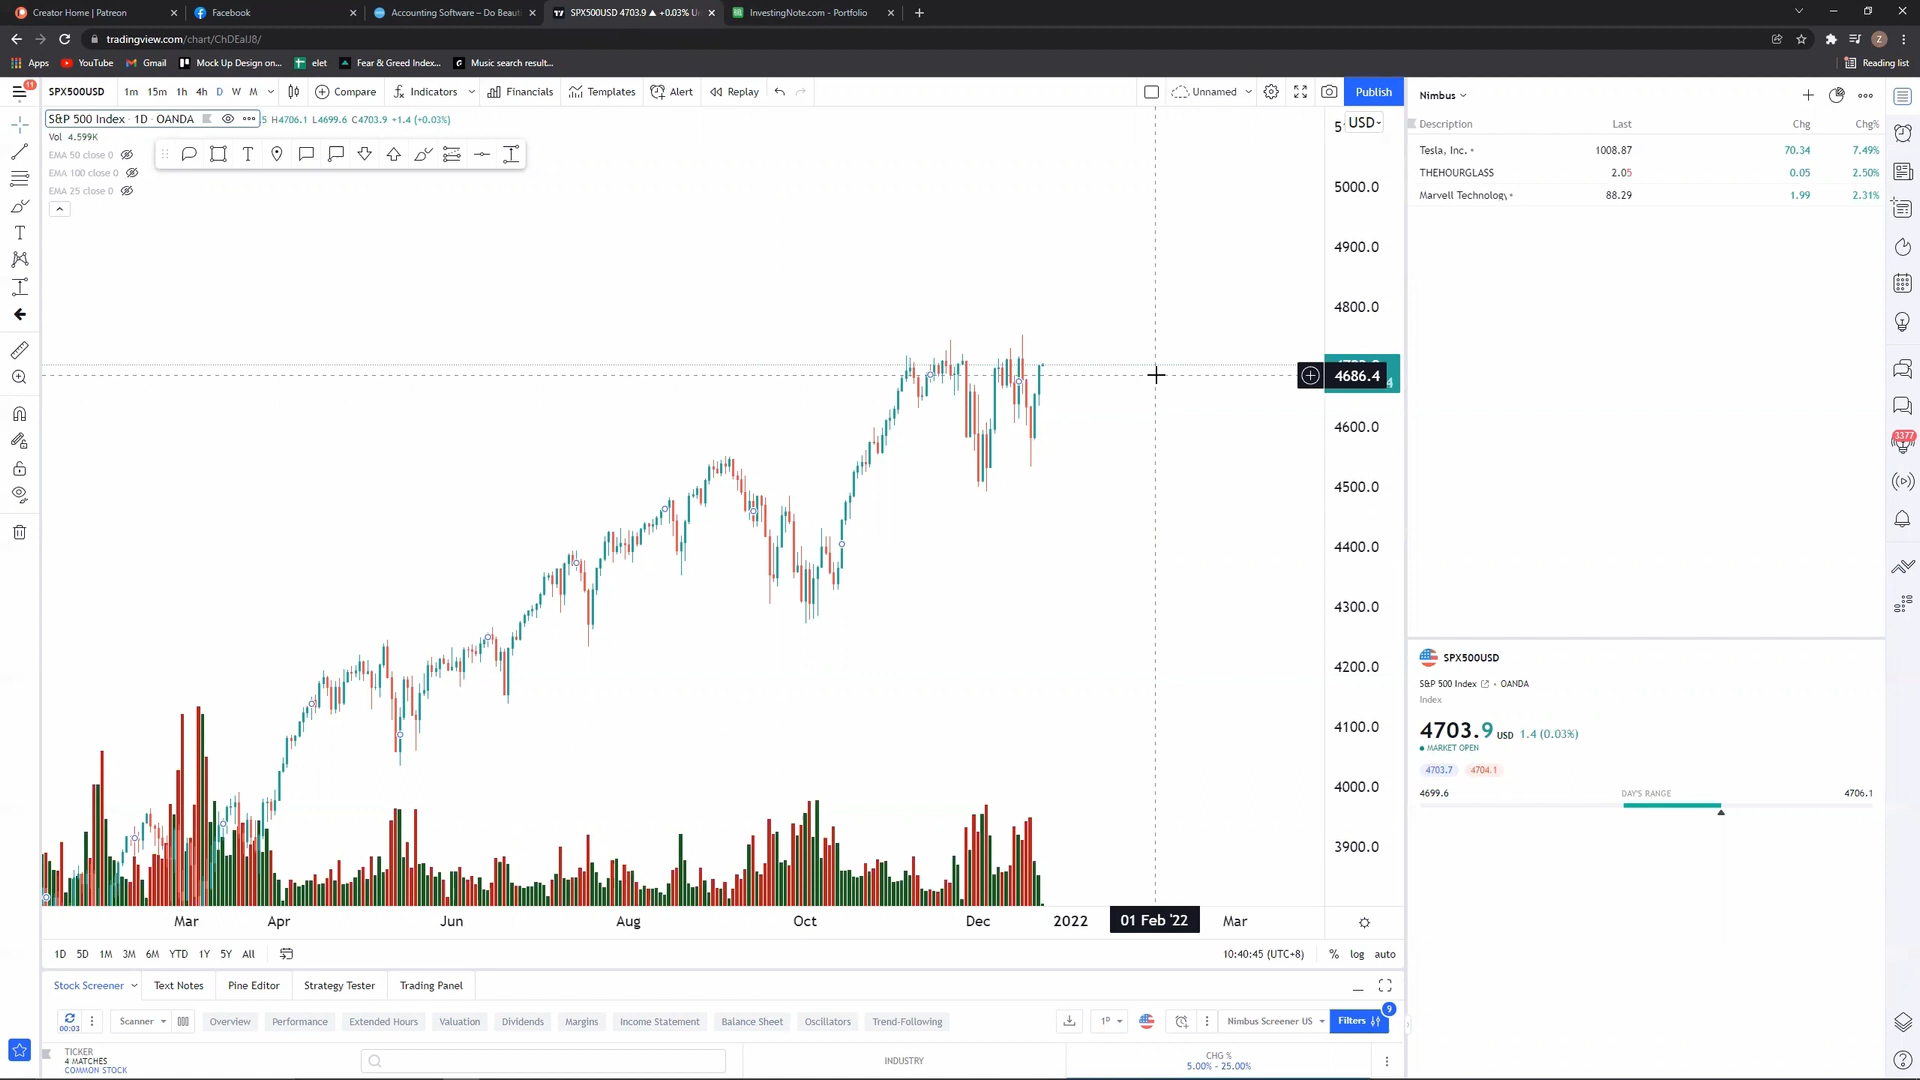 Creator Home | Patreon
Facebook
Accounting Software – Do Beaut
SPX500USD 4703.9 ▲ +0.03% U
InvestingNote.com - Portfolio
tradingview.com/chart/ChDEaIJ8/
Apps
YouTube
Gmail
Mock Up Design on...
elet
Fear & Greed Index...
Music search result...
Reading list
11
SPX500USD
1m
15m
1h
4h
D
W
M
Compare
Indicators
Financials
Templates
Alert
Replay
Unnamed
Publish
S&P 500 Index · 1D · OANDA
5 H4706.1 L4699.6 C4703.9 +1.4 (+0.03%)
Vol 4.599K
EMA 50 close 0
EMA 100 close 0
EMA 25 close 0
USD
5000.0
4900.0
4800.0
4686.4
4600.0
4500.0
4400.0
4300.0
4200.0
4100.0
4000.0
3900.0
Mar
Apr
Jun
Aug
Oct
Dec
2022
01 Feb '22
Mar
1D
5D
1M
3M
6M
YTD
1Y
5Y
All
10:40:45 (UTC+8)
%
log
auto
Stock Screener
Text Notes
Pine Editor
Strategy Tester
Trading Panel
00:03
Scanner
Overview
Performance
Extended Hours
Valuation
Dividends
Margins
Income Statement
Balance Sheet
Oscillators
Trend-Following
1D
Nimbus Screener US
Filters
9
TICKER
4 MATCHES
COMMON STOCK
INDUSTRY
CHG %
5.00% - 25.00%
Nimbus
Description
Last
Chg
Chg%
Tesla, Inc.
1008.87
70.34
7.49%
THEHOURGLASS
2.05
0.05
2.50%
Marvell Technology
88.29
1.99
2.31%
3377
SPX500USD
S&P 500 Index · OANDA
Index
4703.9 USD 1.4 (0.03%)
MARKET OPEN
4703.7
4704.1
4699.6
DAY'S RANGE
4706.1